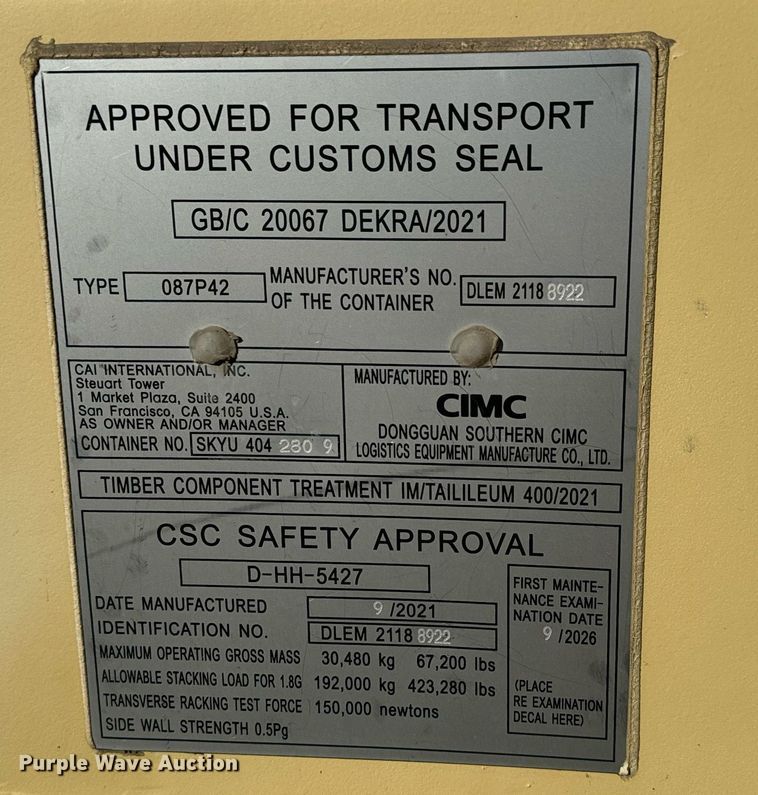 APPROVED FOR TRANSPORT
UNDER CUSTOMS SEAL
GB/C 20067 DEKRA/2021
TYPE 087P42 MANUFACTURER'S NO. OF THE CONTAINER DLEM 2118 8922
CAI INTERNATIONAL, INC.
Steuart Tower
1 Market Plaza, Suite 2400
San Francisco, CA 94105 U.S.A.
AS OWNER AND/OR MANAGER
CONTAINER NO. SKYU 404 280 9
MANUFACTURED BY:
CIMC
DONGGUAN SOUTHERN CIMC
LOGISTICS EQUIPMENT MANUFACTURE CO., LTD.
TIMBER COMPONENT TREATMENT IM/TAILILEUM 400/2021
CSC SAFETY APPROVAL
D-HH-5427
DATE MANUFACTURED 9 /2021
IDENTIFICATION NO. DLEM 2118 8922
MAXIMUM OPERATING GROSS MASS 30,480 kg 67,200 lbs
ALLOWABLE STACKING LOAD FOR 1.8G 192,000 kg 423,280 lbs
TRANSVERSE RACKING TEST FORCE 150,000 newtons
SIDE WALL STRENGTH 0.5Pg
FIRST MAINTE-
NANCE EXAMI-
NATION DATE
9 /2026
(PLACE
RE EXAMINATION
DECAL HERE)
Purple Wave Auction